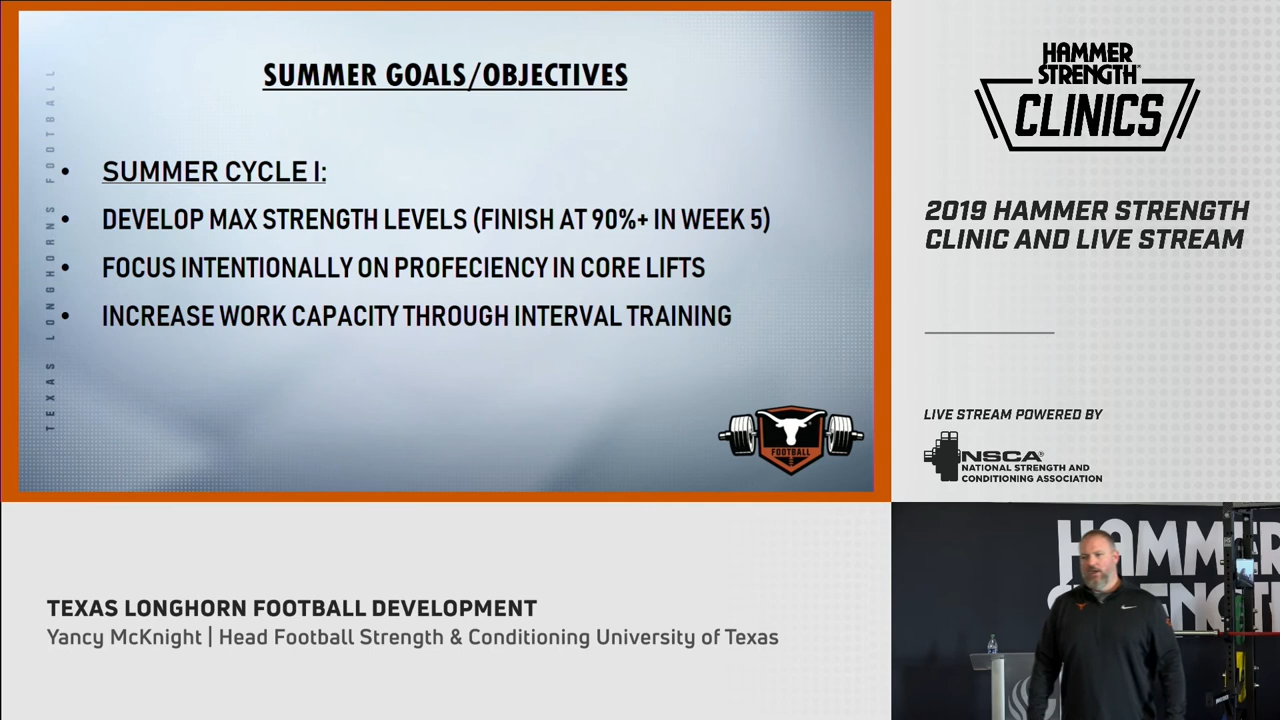 SUMMER GOALS/OBJECTIVES
SUMMER CYCLE I:
DEVELOP MAX STRENGTH LEVELS (FINISH AT 90%+ IN WEEK 5)
FOCUS INTENTIONALLY ON PROFECIENCY IN CORE LIFTS
INCREASE WORK CAPACITY THROUGH INTERVAL TRAINING
TEXAS LONGHORNS FOOTBALL
FOOTBALL
HAMMER
STRENGTH®
CLINICS
2019 HAMMER STRENGTH
CLINIC AND LIVE STREAM
LIVE STREAM POWERED BY
NSCA®
NATIONAL STRENGTH AND
CONDITIONING ASSOCIATION
TEXAS LONGHORN FOOTBALL DEVELOPMENT
Yancy McKnight | Head Football Strength & Conditioning University of Texas
HAMMER
STRENGTH